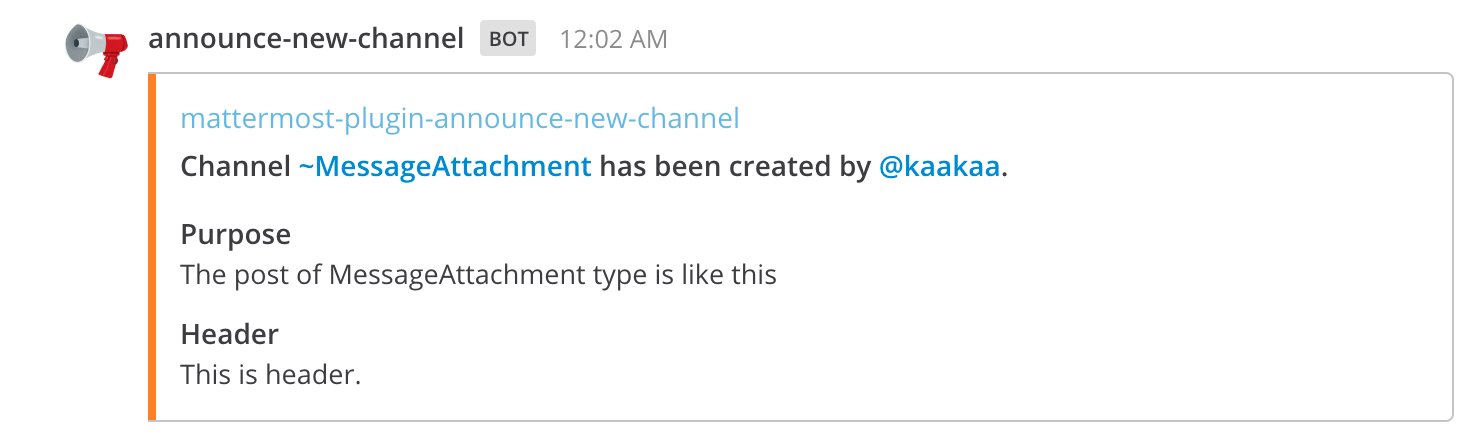 announce-new-channel BOT 12:02 AM
mattermost-plugin-announce-new-channel
Channel ~MessageAttachment has been created by @kaakaa.
Purpose
The post of MessageAttachment type is like this
Header
This is header.